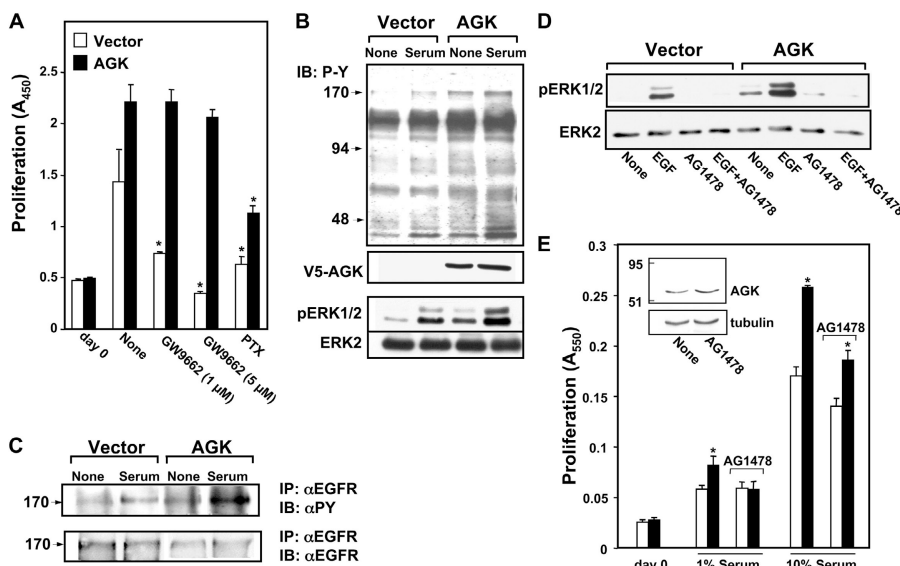 A
Vector
AGK
Proliferation (A450)
2.5
2
1.5
1
0.5
0
*
*
*
*
day 0
None
GW9662 (1 µM)
GW9662 (5 µM)
PTX
B
Vector AGK
None Serum None Serum
IB: P-Y
170
94
48
V5-AGK
pERK1/2
ERK2
C
Vector AGK
None Serum None Serum
170
IP: αEGFR
IB: αPY
170
IP: αEGFR
IB: αEGFR
D
Vector AGK
pERK1/2
ERK2
None
EGF
AG1478
EGF+AG1478
None
EGF
AG1478
EGF+AG1478
E
Proliferation (A550)
0.3
0.25
0.2
0.15
0.1
0.05
0
95
51
AGK
tubulin
None
AG1478
*
AG1478
*
AG1478
*
day 0
1% Serum
10% Serum